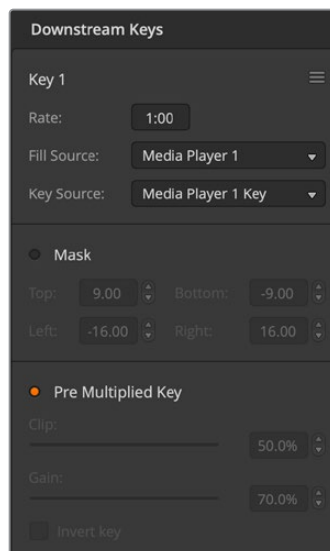 Downstream Keys
Key 1
Rate: 1:00
Fill Source: Media Player 1
Key Source: Media Player 1 Key
Mask
Top: 9.00 Bottom: -9.00
Left: -16.00 Right: 16.00
Pre Multiplied Key
Clip:
50.0%
Gain:
70.0%
Invert key